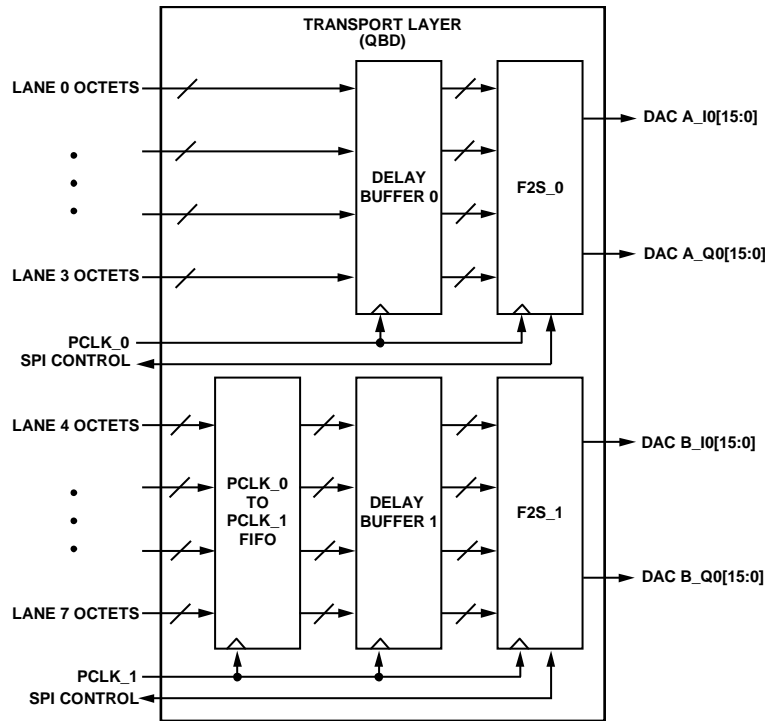 TRANSPORT LAYER
(QBD)
LANE 0 OCTETS
LANE 3 OCTETS
DELAY
BUFFER 0
F2S_0
DAC A_I0[15:0]
DAC A_Q0[15:0]
PCLK_0
SPI CONTROL
LANE 4 OCTETS
LANE 7 OCTETS
PCLK_0
TO
PCLK_1
FIFO
DELAY
BUFFER 1
F2S_1
DAC B_I0[15:0]
DAC B_Q0[15:0]
PCLK_1
SPI CONTROL